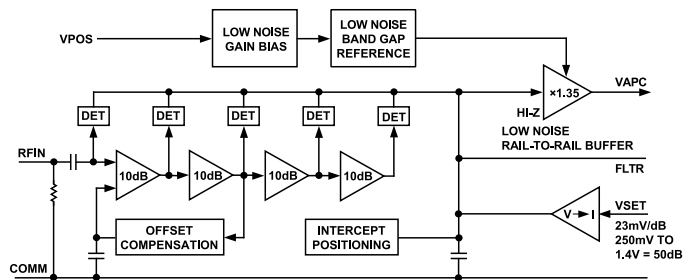 VPOS
LOW NOISE
GAIN BIAS
LOW NOISE
BAND GAP
REFERENCE
×1.35
VAPC
HI-Z
LOW NOISE
RAIL-TO-RAIL BUFFER
DET
DET
DET
DET
DET
RFIN
10dB
10dB
10dB
10dB
FLTR
OFFSET
COMPENSATION
INTERCEPT
POSITIONING
V
I
VSET
23mV/dB
250mV TO
1.4V = 50dB
COMM